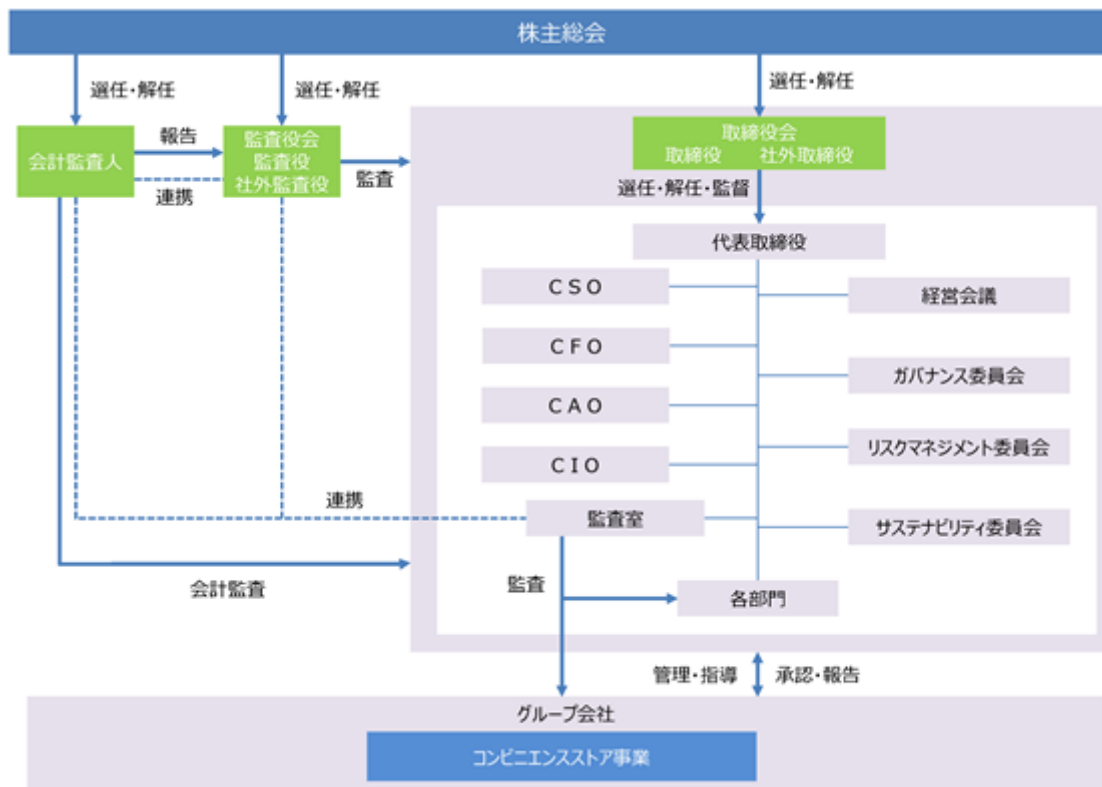 株主総会
選任・解任
選任・解任
選任・解任
会計監査人
報告
連携
監査役会
監査役
社外監査役
監査
取締役会
取締役 社外取締役
選任・解任・監督
代表取締役
CSO
経営会議
CFO
ガバナンス委員会
CAO
リスクマネジメント委員会
CIO
連携
監査室
サステナビリティ委員会
会計監査
監査
各部門
管理・指導
承認・報告
グループ会社
コンビニエンスストア事業